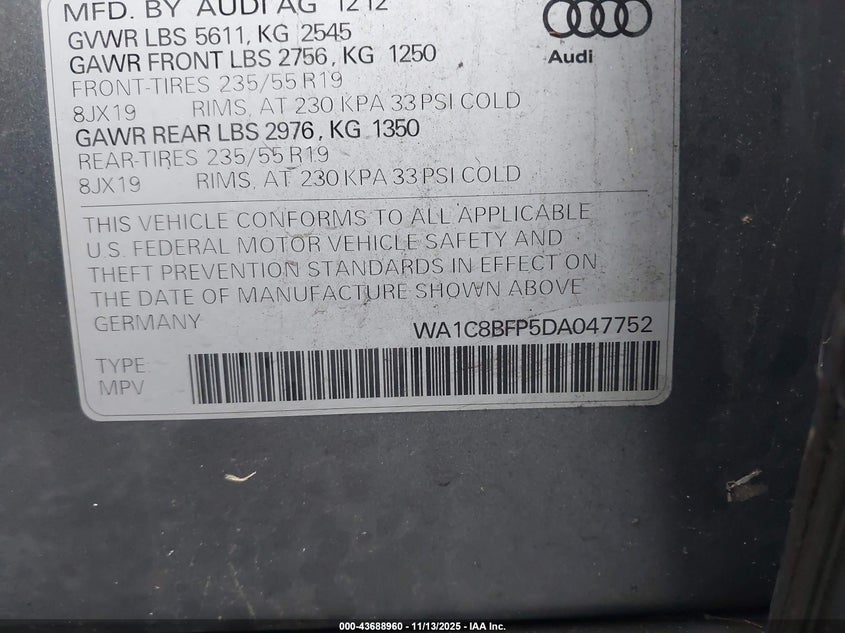 MFD. BY AUDI AG 12 12
GVWR LBS 5611, KG 2545
GAWR FRONT LBS 2756, KG 1250
FRONT-TIRES 235/55 R19
8JX19 RIMS, AT 230 KPA 33 PSI COLD
GAWR REAR LBS 2976, KG 1350
REAR-TIRES 235/55 R19
8JX19 RIMS, AT 230 KPA 33 PSI COLD
Audi
THIS VEHICLE CONFORMS TO ALL APPLICABLE
U.S. FEDERAL MOTOR VEHICLE SAFETY AND
THEFT PREVENTION STANDARDS IN EFFECT ON
THE DATE OF MANUFACTURE SHOWN ABOVE
GERMANY WA1C8BFP5DA047752
TYPE:
MPV
000-43688960 - 11/13/2025 - IAA Inc.